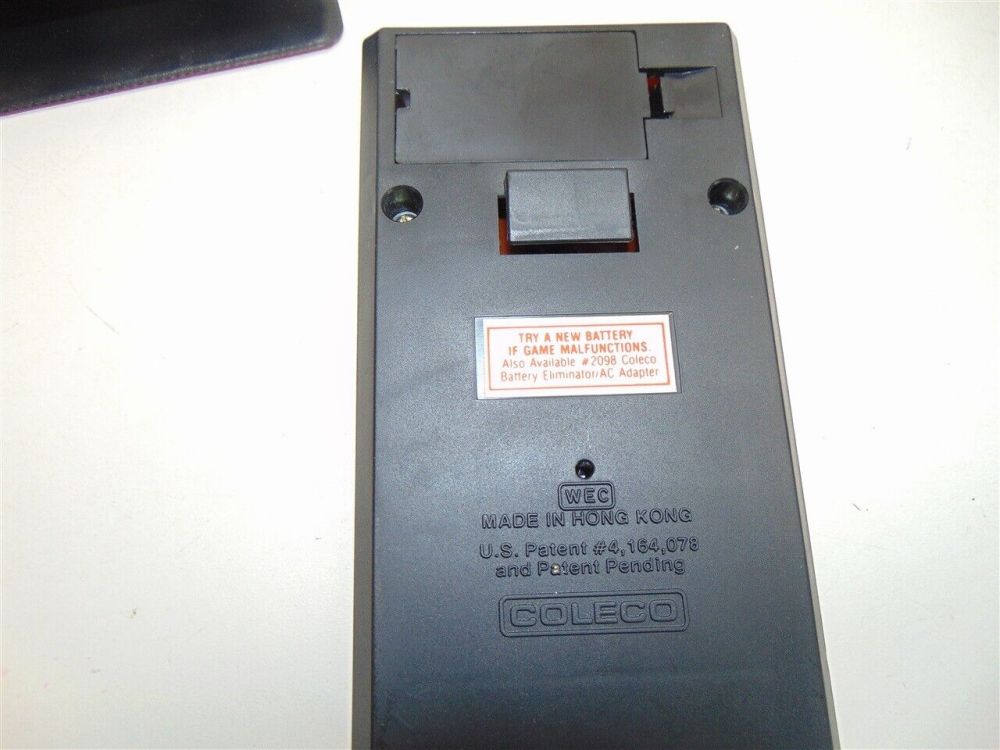 TRY A NEW BATTERY
IF GAME MALFUNCTIONS.
Also Available #2098 Coleco
Battery Eliminator/AC Adapter
WEC
MADE IN HONG KONG
U.S. Patent #4,164,078
and Patent Pending
COLECO